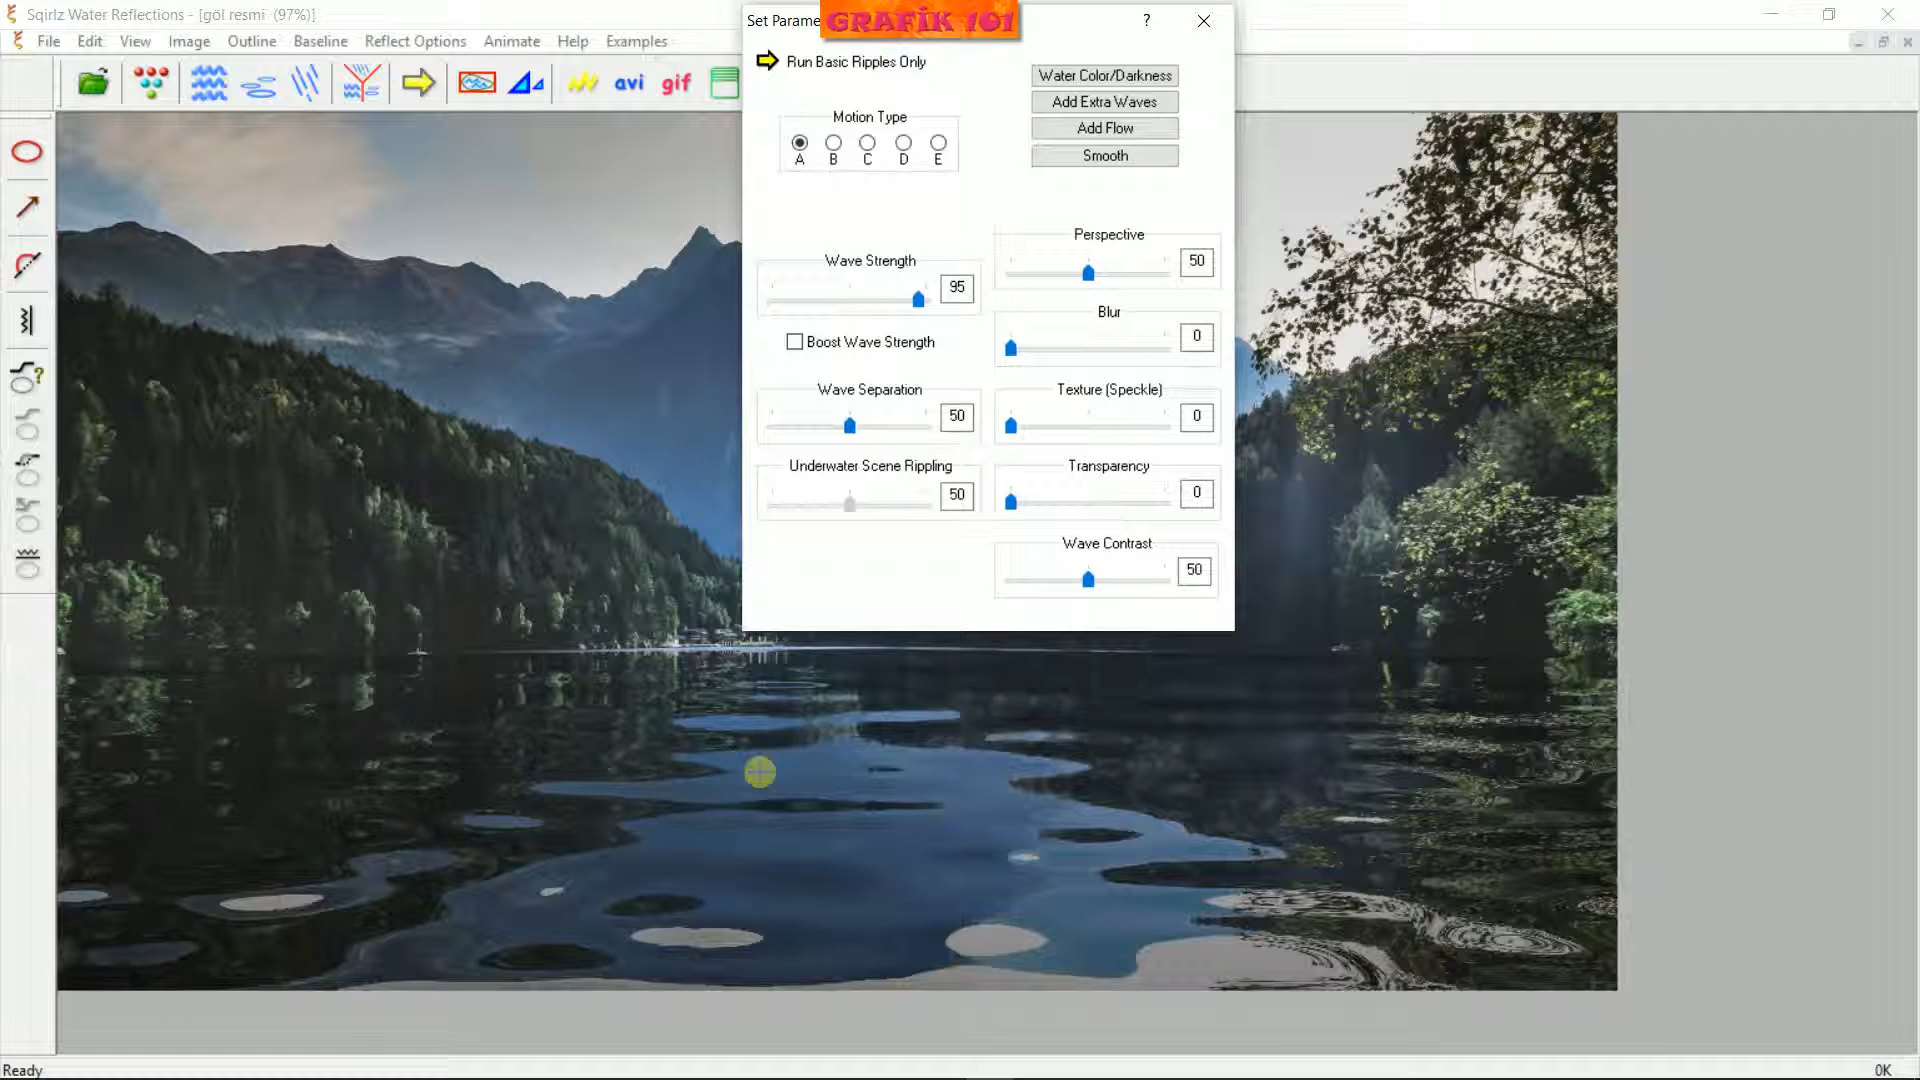 Sqirlz Water Reflections - [göl resmi (97%)]
File Edit View Image Outline Baseline Reflect Options Animate Help Examples
avi gif
Set Parame
GRAFİK 101
?
Run Basic Ripples Only
Water Color/Darkness
Add Extra Waves
Add Flow
Smooth
Motion Type
A B C D E
Wave Strength
95
Boost Wave Strength
Wave Separation
50
Underwater Scene Rippling
50
Perspective
50
Blur
0
Texture (Speckle)
0
Transparency
0
Wave Contrast
50
?
Ready
0K